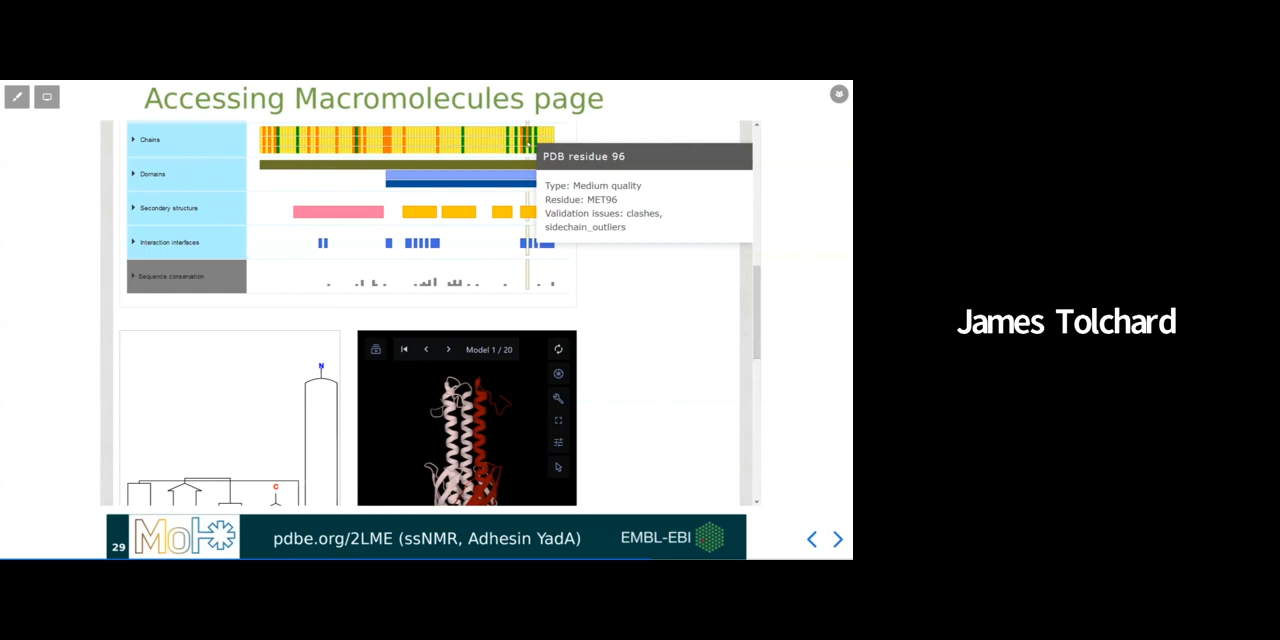 Accessing Macromolecules page
Chains
Domains
Secondary structure
Interaction interfaces
Sequence conservation
PDB residue 96
Type: Medium quality
Residue: MET96
Validation issues: clashes,
sidechain_outliers
N
C
Model 1 / 20
29
Mol*
pdbe.org/2LME (ssNMR, Adhesin YadA)
EMBL-EBI
James Tolchard